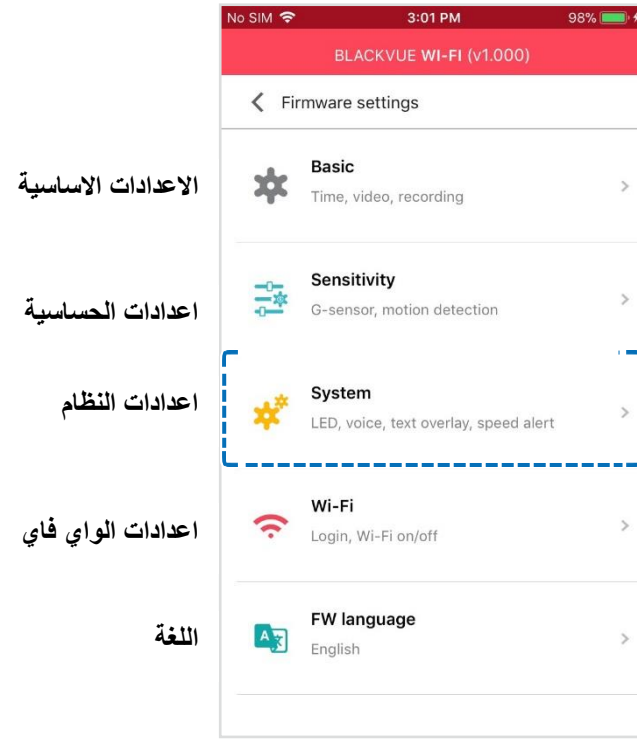 No SIM 3:01 PM 98%
BLACKVUE WI-FI (v1.000)
Firmware settings
الاعدادات الاساسية
Basic
Time, video, recording
اعدادات الحساسية
Sensitivity
G-sensor, motion detection
اعدادات النظام
System
LED, voice, text overlay, speed alert
اعدادات الواي فاي
Wi-Fi
Login, Wi-Fi on/off
اللغة
FW language
English